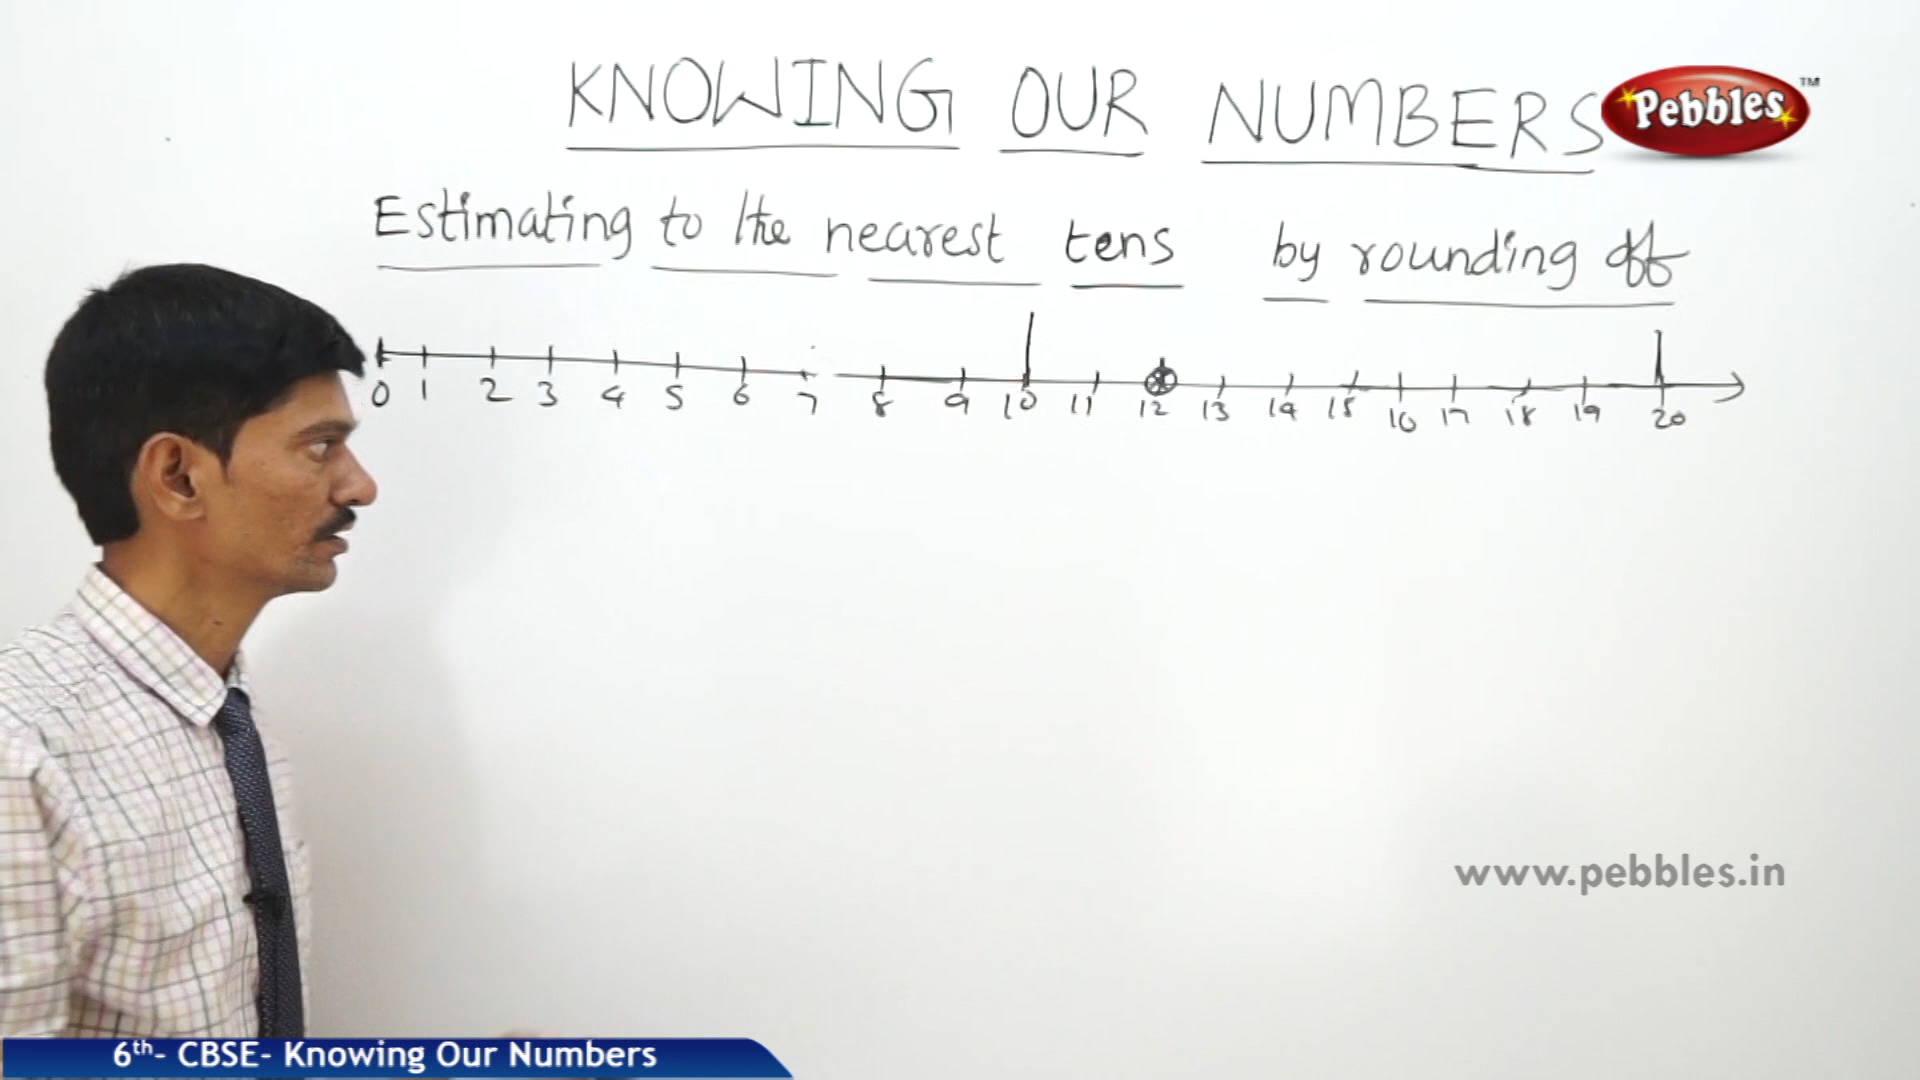 KNOWING OUR NUMBERS
Pebbles™
Estimating to the nearest tens by rounding off
0 1 2 3 4 5 6 7 8 9 10 11 12 13 14 15 16 17 18 19 20
www.pebbles.in
6th- CBSE- Knowing Our Numbers